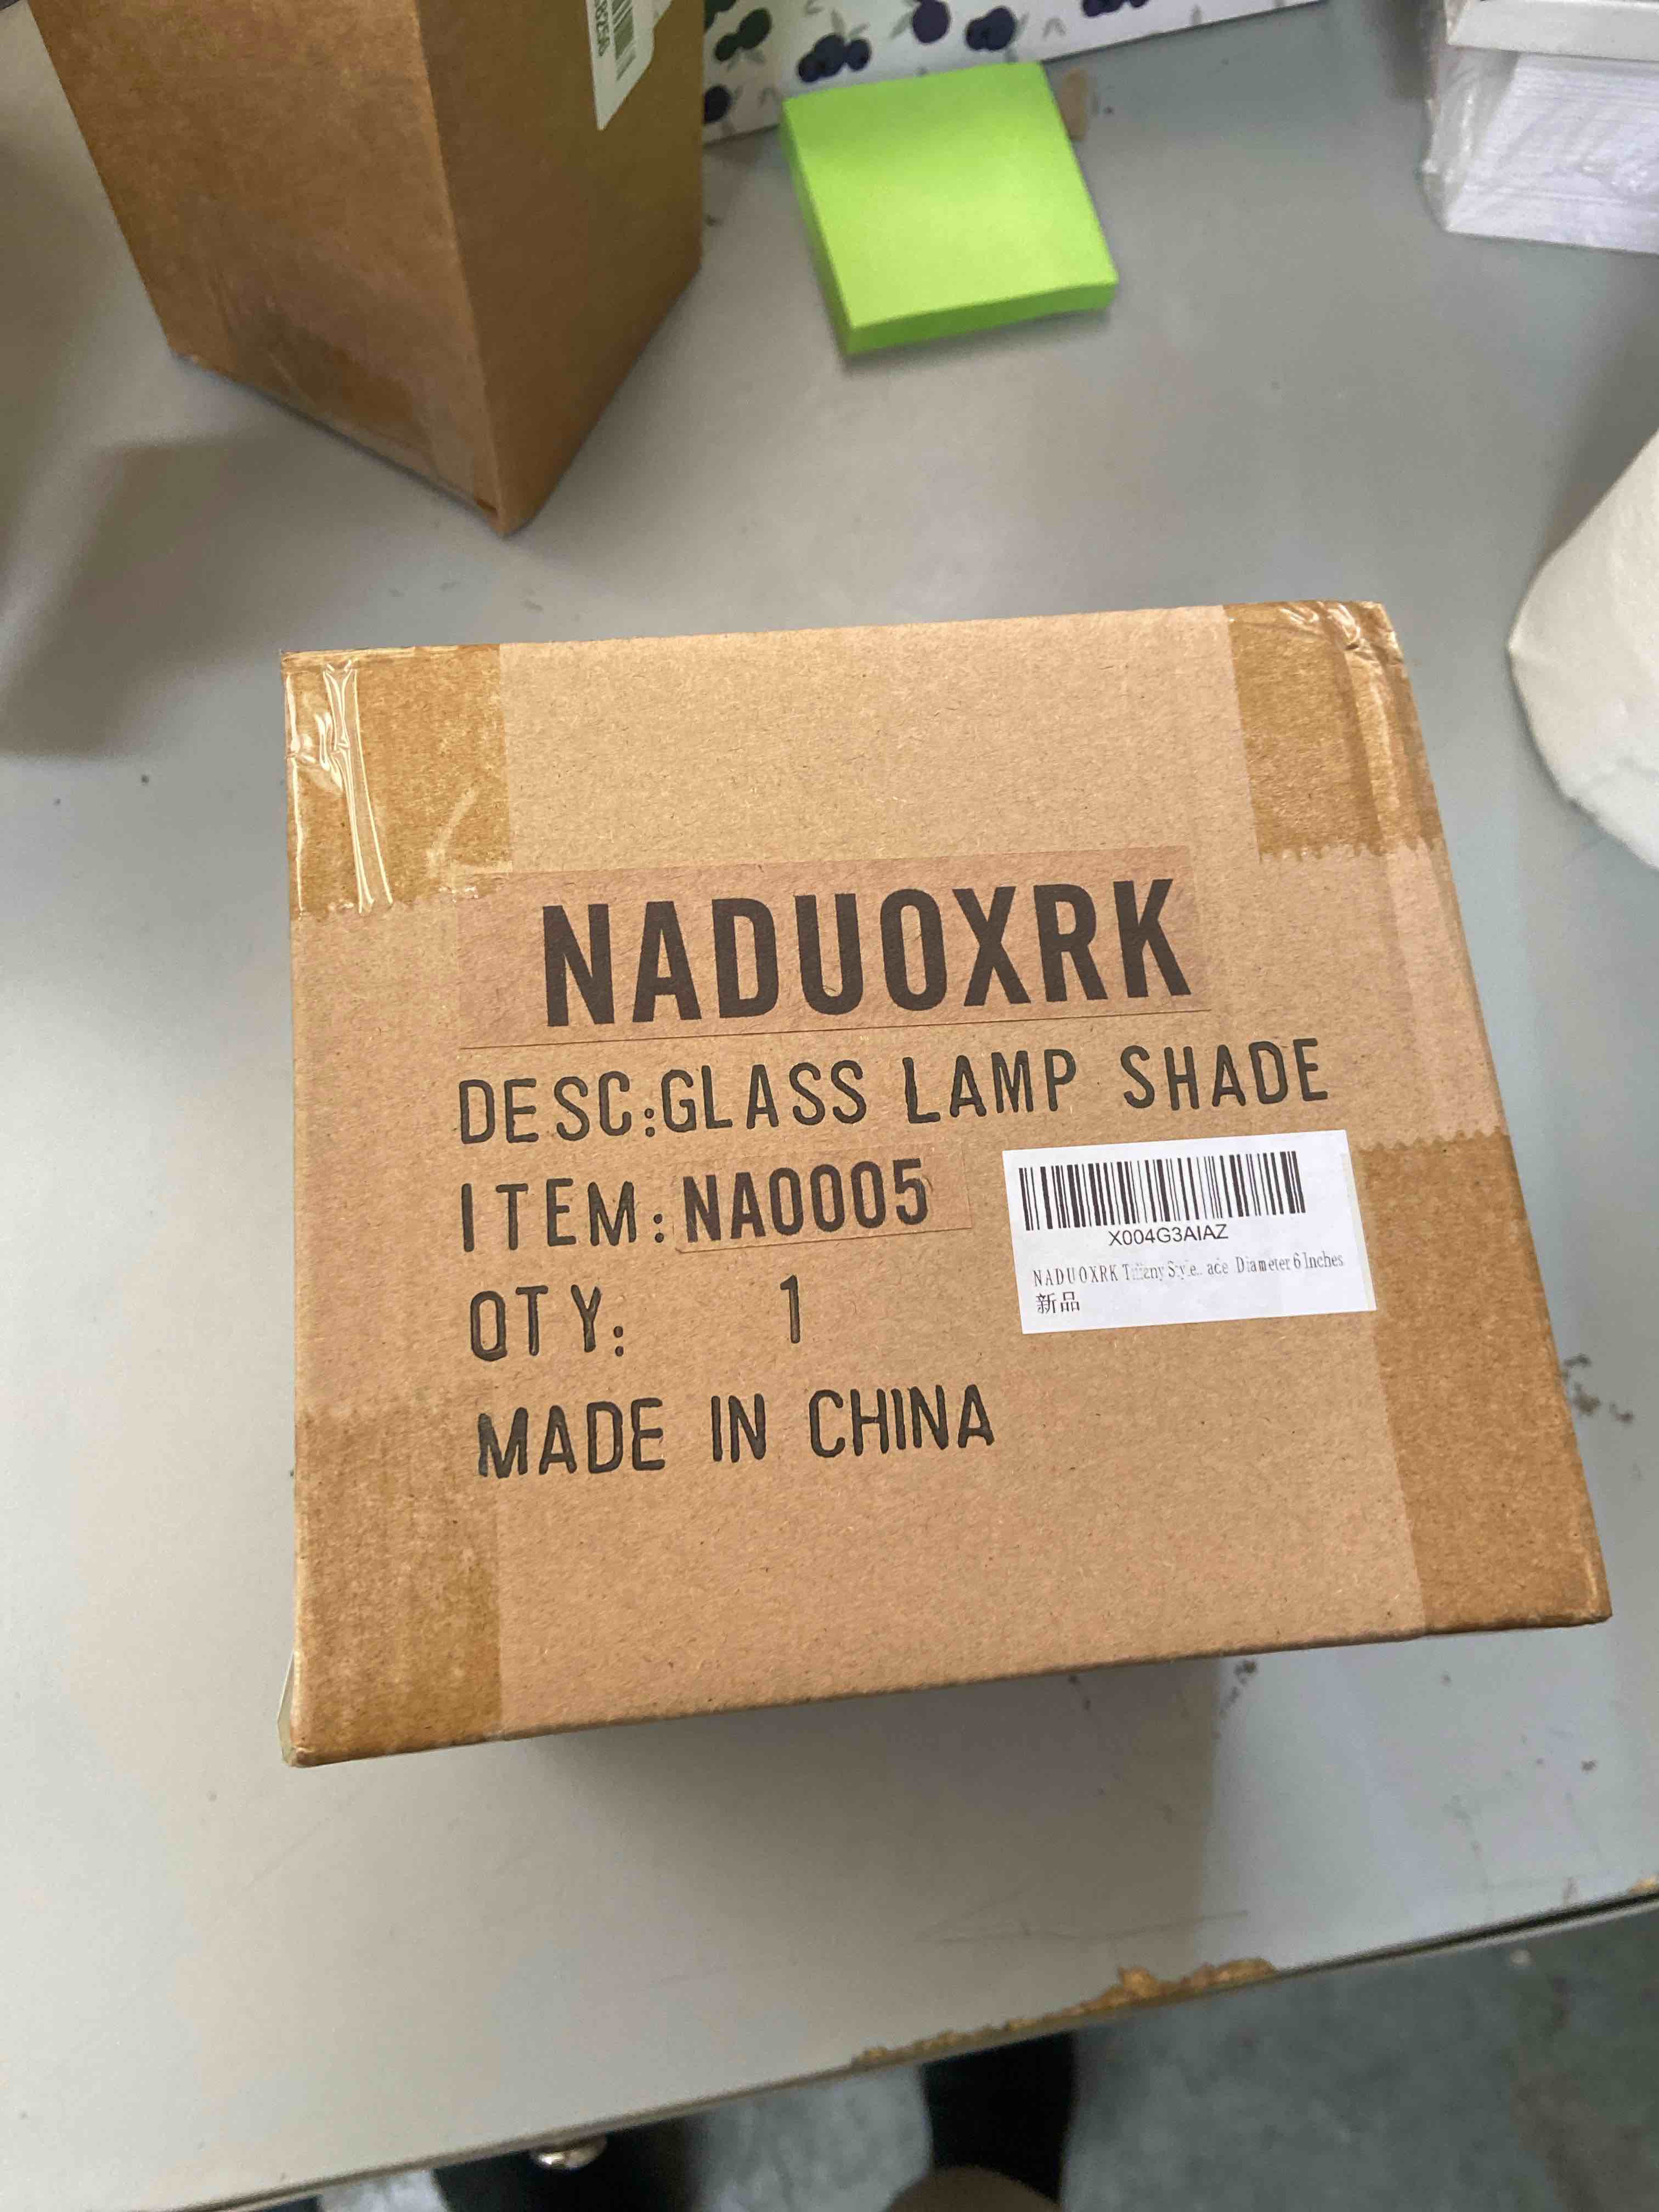 NADUOXRK
DESC:GLASS LAMP SHADE
ITEM:NA0005
QTY: 1
MADE IN CHINA
X004G3AIAZ
NADUOXRK Diameter 6 Inches
新品